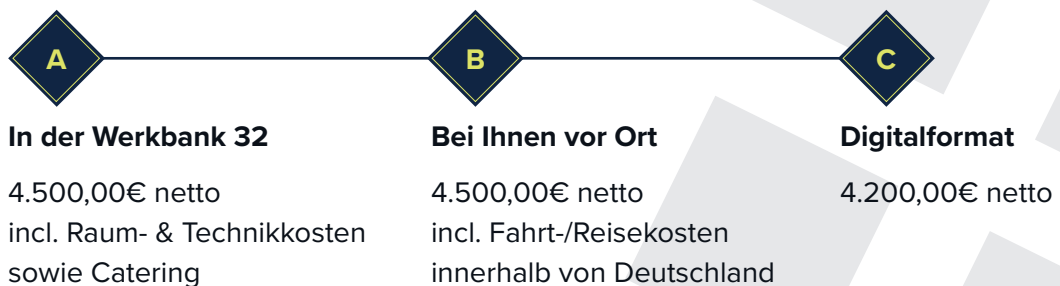 A
B
C
In der Werkbank 32
4.500,00€ netto
incl. Raum- & Technikkosten
sowie Catering
Bei Ihnen vor Ort
4.500,00€ netto
incl. Fahrt-/Reisekosten
innerhalb von Deutschland
Digitalformat
4.200,00€ netto